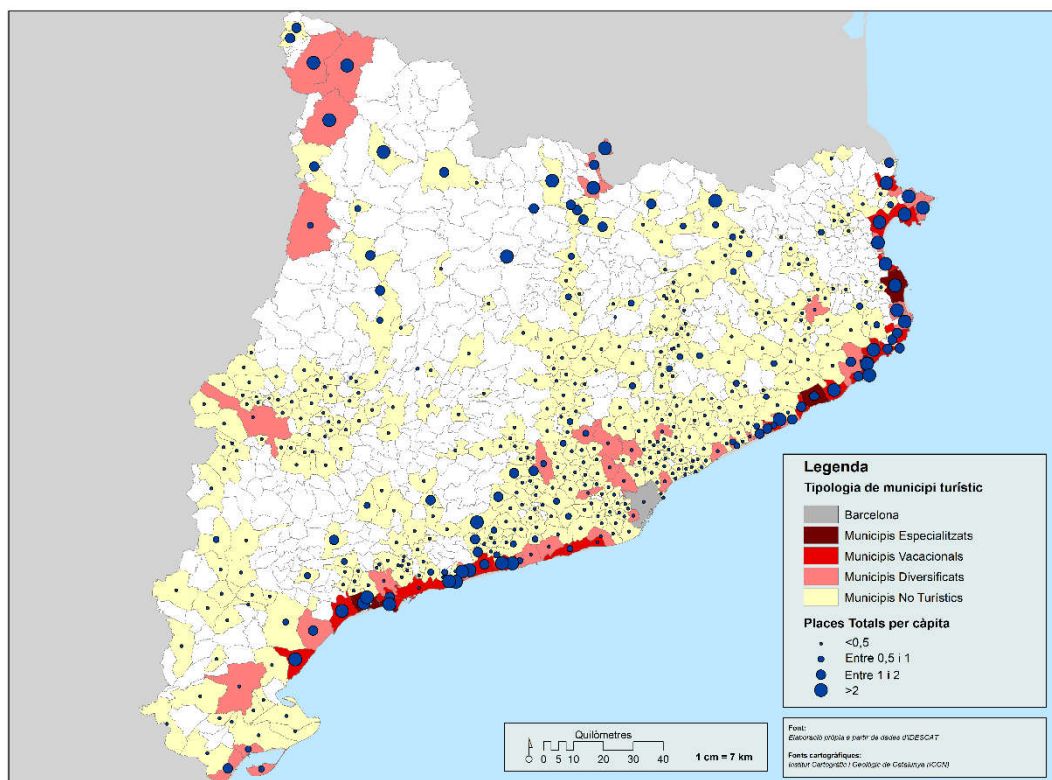 Legenda
Tipologia de municipi turístic
Barcelona
Municipis Especialitzats
Municipis Vacacionals
Municipis Diversificats
Municipis No Turístics
Places Totals per càpita
<0,5
Entre 0,5 i 1
Entre 1 i 2
>2
Quilòmetres
0 5 10 20 30 40
1 cm = 7 km
Font:
Elaboració pròpia a partir de dades d'IDESCAT
Fonts cartogràfiques:
Institut Cartogràfic i Geològic de Catalunya (ICCN)